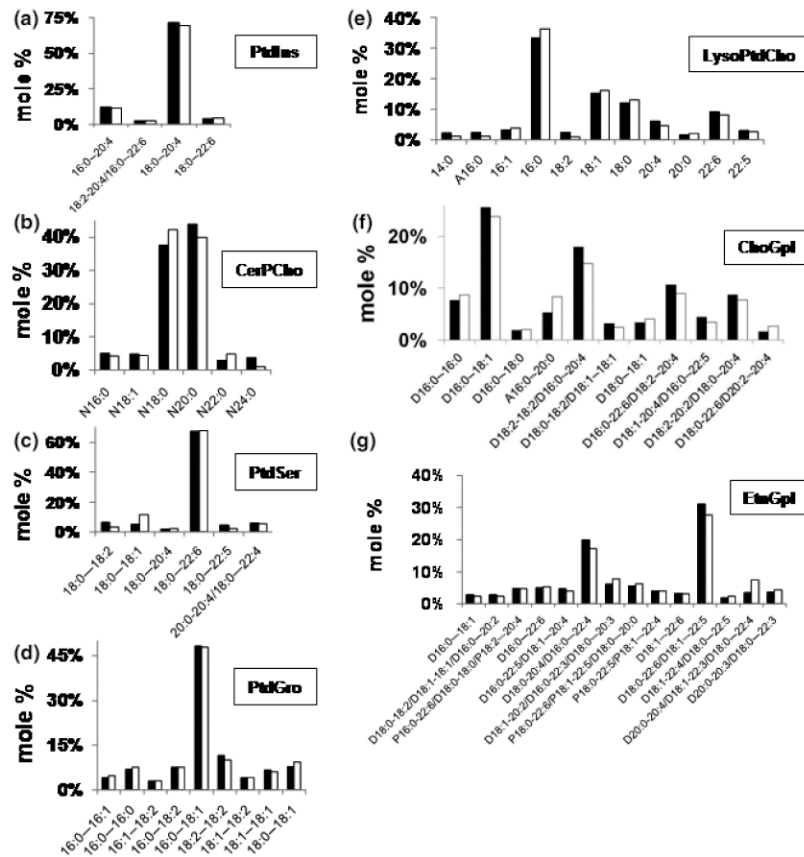 (a)
PtdIns
mole %
75%
50%
25%
0%
16:0--20:4
18:2-20:4/16:0--22:6
18:0--20:4
18:0--22:6
(b)
CerPCho
mole %
40%
30%
20%
10%
0%
N16:0
N18:1
N18:0
N20:0
N22:0
N24:0
(c)
PtdSer
mole %
60%
40%
20%
0%
18:0--18:2
18:0--18:1
18:0--20:4
18:0--22:6
18:0--22:5
20:0-20:4/18:0--22:4
(d)
PtdGro
mole %
45%
30%
15%
0%
16:0--16:1
16:0--16:0
16:1--18:2
16:0--18:2
16:0--18:1
18:2--18:2
18:1--18:2
18:1--18:1
18:0--18:1
(e)
LysoPtdCho
mole %
40%
30%
20%
10%
0%
14:0
A16:0
16:1
16:0
18:2
18:1
18:0
20:4
20:0
22:6
22:5
(f)
ChoGpl
mole %
20%
10%
0%
D16:0--16:0
D16:0--18:1
D16:0--18:0
A16:0--20:0
D18:2-18:2/D16:0--20:4
D18:0-18:2/D18:1--18:1
D18:0--18:1
D16:0-22:6/D18:2--20:4
D18:1-20:4/D16:0--22:5
D18:2-20:2/D18:0--20:4
D18:0-22:6/D20:2--20:4
(g)
EtnGpl
mole %
40%
30%
20%
10%
0%
D16:0--18:1
D18:0-18:2/D18:1-18:1/D16:0--20:2
P16:0-22:6/D18:0-18:0/P18:2--20:4
D16:0--22:6
D16:0-22:5/D18:1--20:4
D18:0-20:4/D16:0--22:4
D18:1-20:2/D16:0-22:3/D18:0--20:3
P18:0-22:6/P18:1-22:5/D18:0--20:0
P18:0-22:5/P18:1--22:4
D18:1--22:6
D18:0-22:6/D18:1--22:5
D18:1-22:4/D18:0--22:5
D20:0-20:4/D18:1-22:3/D18:0--22:4
D20:0-20:3/D18:0--22:3